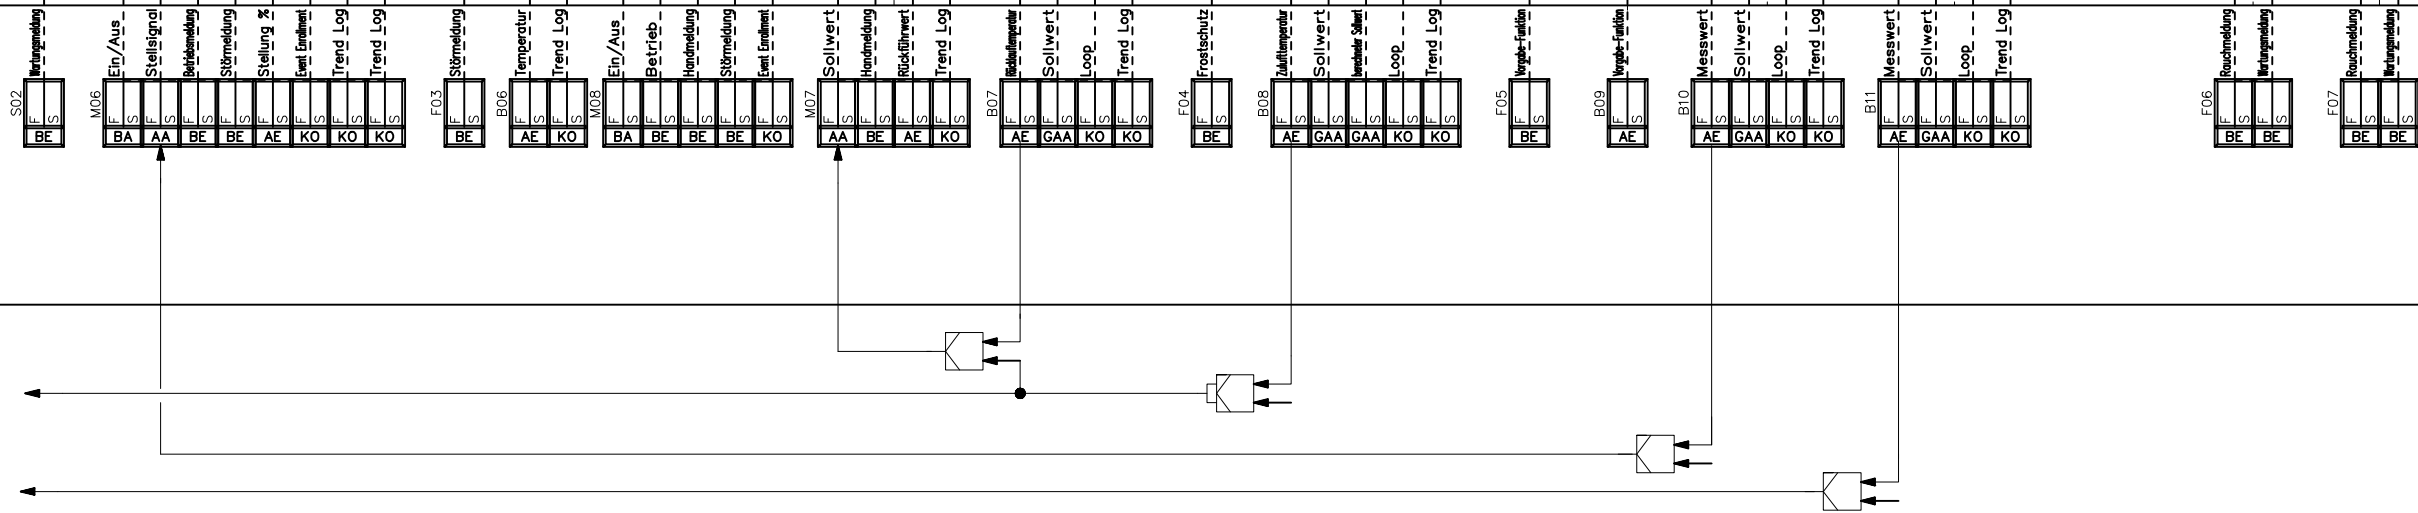 S02
Wartungsmeldung
F S
BE
M06
Ein/Aus
Stellsignal
Betriebsmeldung
Störmeldung
Stellung %
Event Enrollment
Trend Log
Trend Log
F S F S F S F S F S F S F S F S
BA AA BE BE AE KO KO KO
F03
Störmeldung
F S
BE
B06
Temperatur
Trend Log
F S F S
AE KO
M08
Ein/Aus
Betrieb
Handmeldung
Störmeldung
Event Enrollment
F S F S F S F S F S
BA BE BE BE KO
M07
Sollwert
Handmeldung
Rückführwert
Trend Log
F S F S F S F S
AA BE AE KO
B07
Rücklauftemperatur
Sollwert
Loop
Trend Log
F S F S F S F S
AE GAA KO KO
F04
Frostschutz
F S
BE
B08
Zulufttemperatur
Sollwert
berechneter Sollwert
Loop
Trend Log
F S F S F S F S F S
AE GAA GAA KO KO
F05
Vorgabe-Funktion
F S
BE
B09
Vorgabe-Funktion
F S
AE
B10
Messwert
Sollwert
Loop
Trend Log
F S F S F S F S
AE GAA KO KO
B11
Messwert
Sollwert
Loop
Trend Log
F S F S F S F S
AE GAA KO KO
F06
Rauchmeldung
Wartungsmeldung
F S F S
BE BE
F07
Rauchmeldung
Wartungsmeldung
F S F S
BE BE